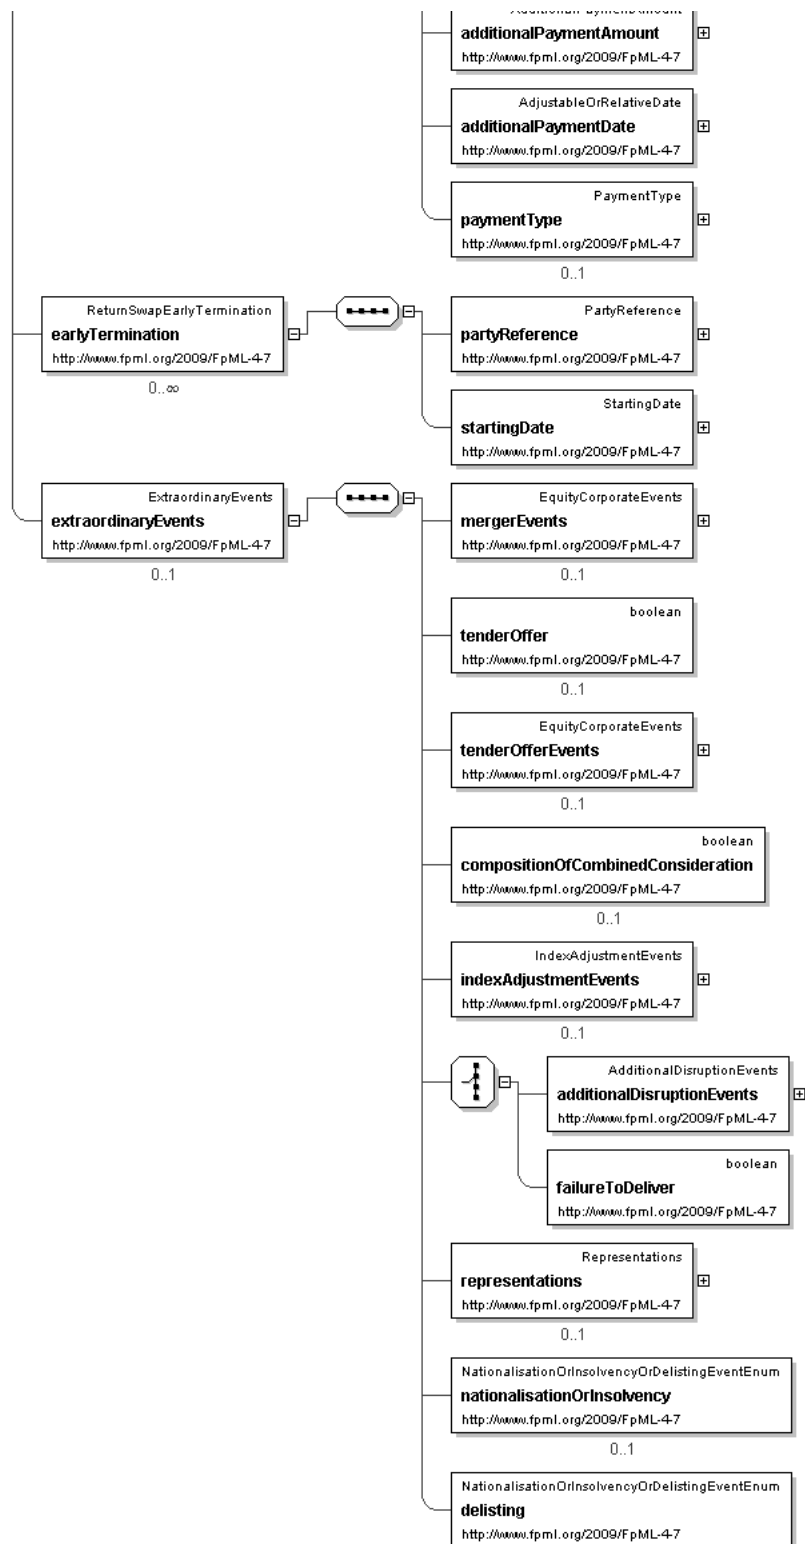 AdditionalPaymentAmount
additionalPaymentAmount
http://www.fpml.org/2009/FpML-4-7
AdjustableOrRelativeDate
additionalPaymentDate
http://www.fpml.org/2009/FpML-4-7
PaymentType
paymentType
http://www.fpml.org/2009/FpML-4-7
0..1
ReturnSwapEarlyTermination
earlyTermination
http://www.fpml.org/2009/FpML-4-7
0..∞
PartyReference
partyReference
http://www.fpml.org/2009/FpML-4-7
StartingDate
startingDate
http://www.fpml.org/2009/FpML-4-7
ExtraordinaryEvents
extraordinaryEvents
http://www.fpml.org/2009/FpML-4-7
0..1
EquityCorporateEvents
mergerEvents
http://www.fpml.org/2009/FpML-4-7
0..1
boolean
tenderOffer
http://www.fpml.org/2009/FpML-4-7
0..1
EquityCorporateEvents
tenderOfferEvents
http://www.fpml.org/2009/FpML-4-7
0..1
boolean
compositionOfCombinedConsideration
http://www.fpml.org/2009/FpML-4-7
0..1
IndexAdjustmentEvents
indexAdjustmentEvents
http://www.fpml.org/2009/FpML-4-7
0..1
AdditionalDisruptionEvents
additionalDisruptionEvents
http://www.fpml.org/2009/FpML-4-7
boolean
failureToDeliver
http://www.fpml.org/2009/FpML-4-7
Representations
representations
http://www.fpml.org/2009/FpML-4-7
0..1
NationalisationOrInsolvencyOrDelistingEventEnum
nationalisationOrInsolvency
http://www.fpml.org/2009/FpML-4-7
0..1
NationalisationOrInsolvencyOrDelistingEventEnum
delisting
http://www.fpml.org/2009/FpML-4-7